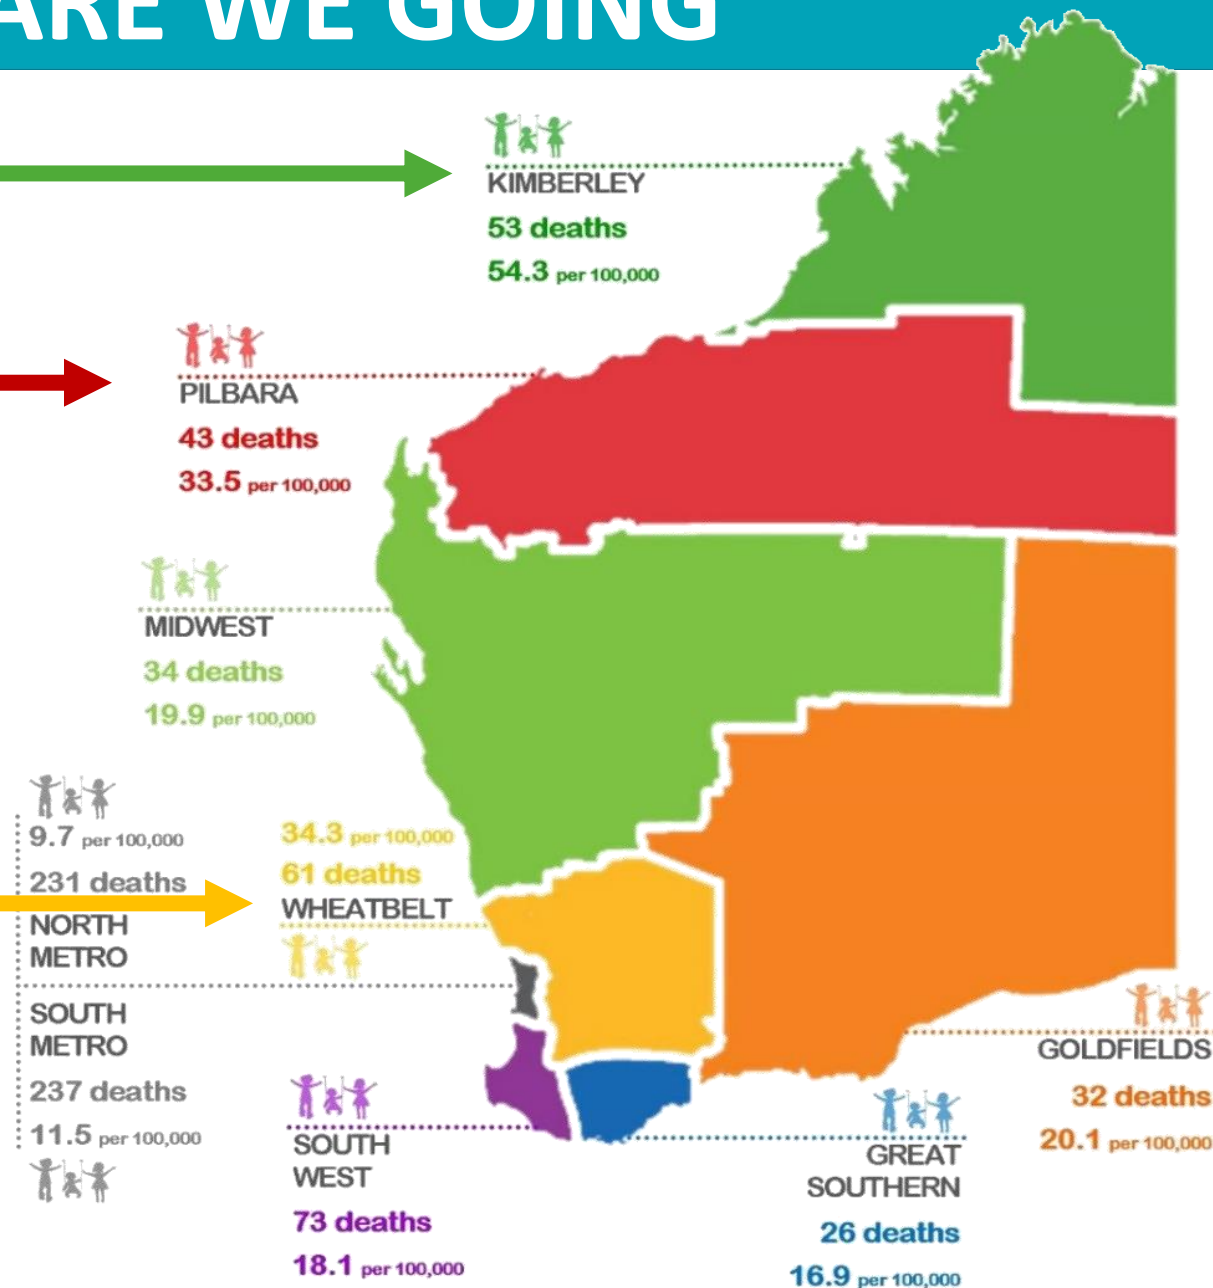 ARE WE GOING
KIMBERLEY
53 deaths
54.3 per 100,000
PILBARA
43 deaths
33.5 per 100,000
MIDWEST
34 deaths
19.9 per 100,000
9.7 per 100,000
231 deaths
NORTH
METRO
34.3 per 100,000
61 deaths
WHEATBELT
SOUTH
METRO
237 deaths
11.5 per 100,000
SOUTH
WEST
73 deaths
18.1 per 100,000
GREAT
SOUTHERN
26 deaths
16.9 per 100,000
GOLDFIELDS
32 deaths
20.1 per 100,000